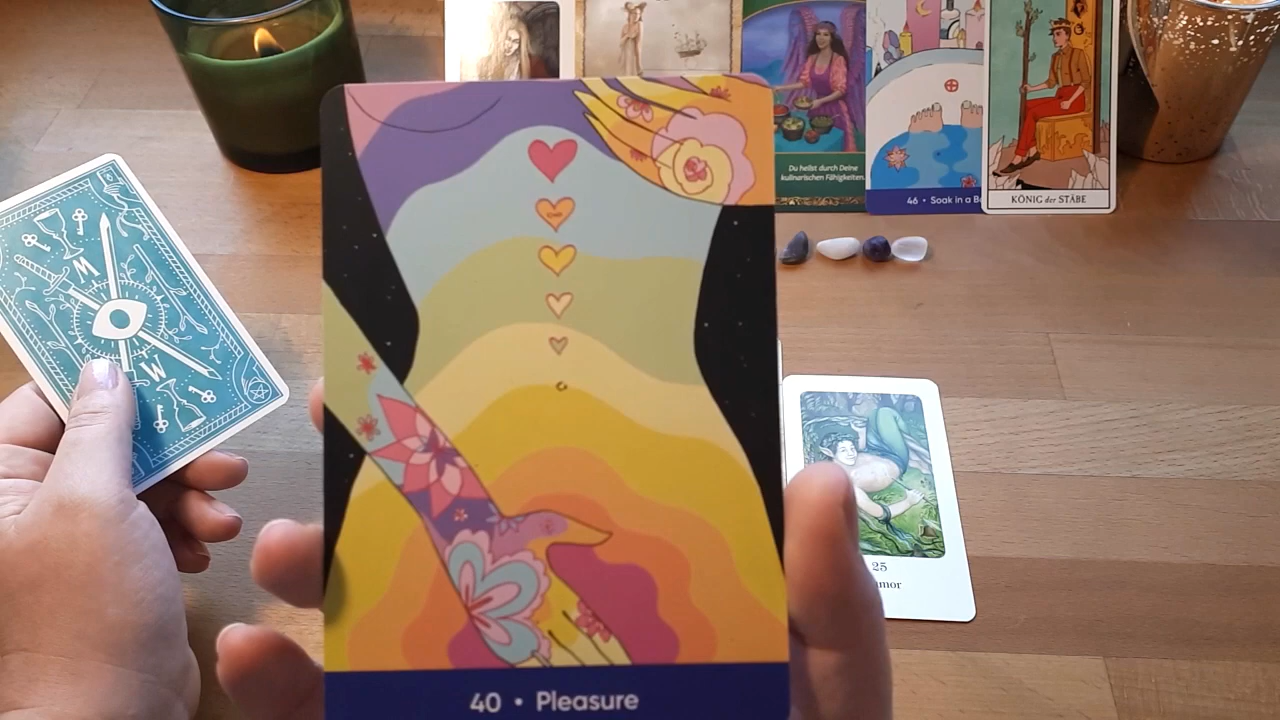 Du heilst durch Deine
kulinarischen Fähigkeiten.
46 • Soak in a
KÖNIG der STÄBE
25
40 • Pleasure